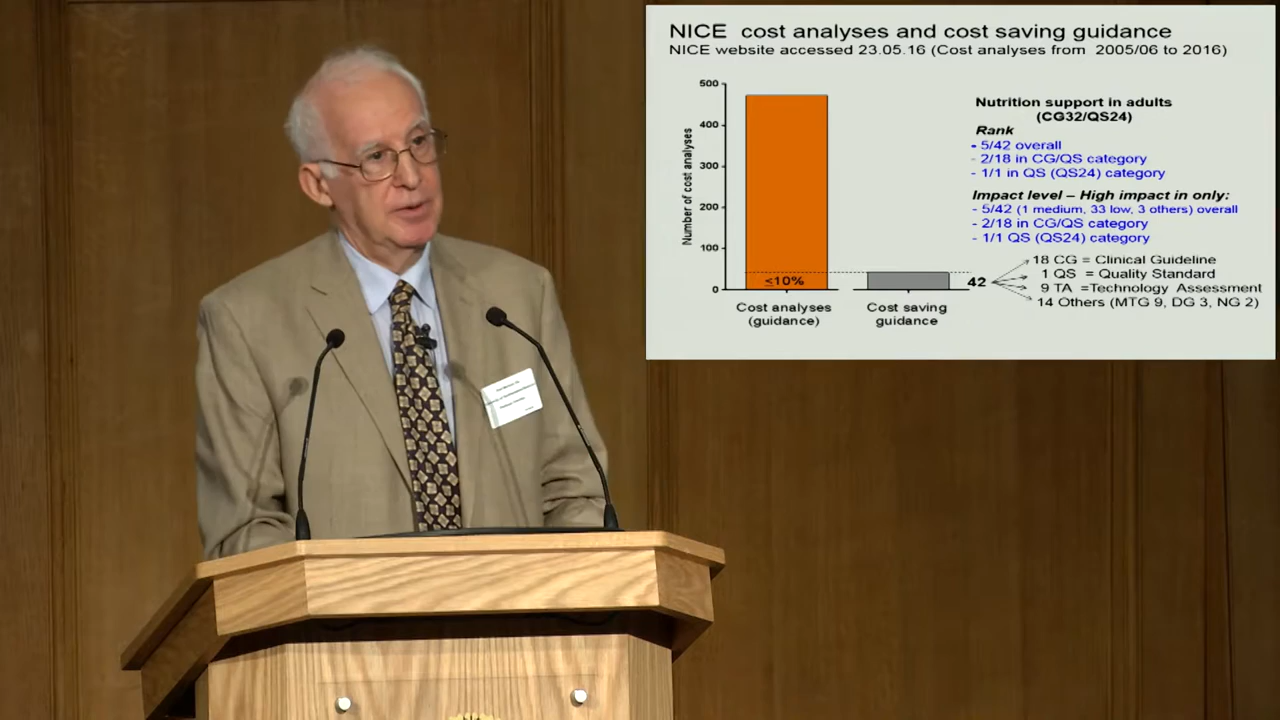 NICE cost analyses and cost saving guidance
NICE website accessed 23.05.16 (Cost analyses from 2005/06 to 2016)
500
400
300
200
100
0
Number of cost analyses
≤10%
Cost analyses
(guidance)
Cost saving
guidance
42
Nutrition support in adults
(CG32/QS24)
Rank
- 5/42 overall
- 2/18 in CG/QS category
- 1/1 in QS (QS24) category
Impact level – High impact in only:
- 5/42 (1 medium, 33 low, 3 others) overall
- 2/18 in CG/QS category
- 1/1 QS (QS24) category
18 CG = Clinical Guideline
1 QS = Quality Standard
9 TA =Technology Assessment
14 Others (MTG 9, DG 3, NG 2)